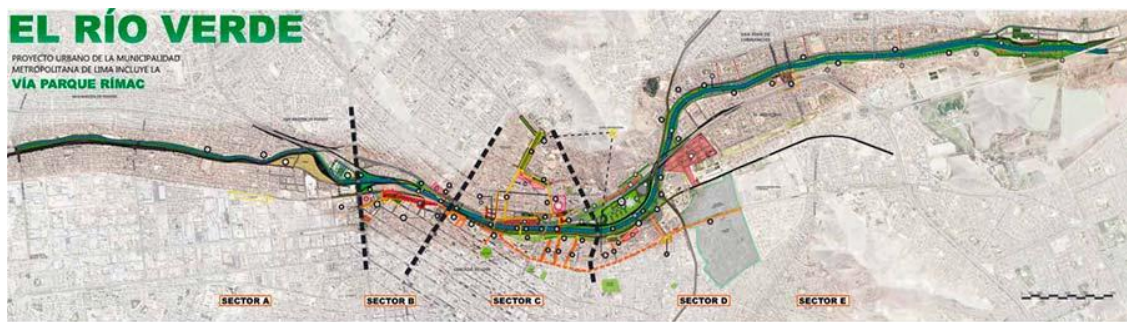 EL RÍO VERDE
PROYECTO URBANO DE LA MUNICIPALIDAD
METROPOLITANA DE LIMA INCLUYE LA
VÍA PARQUE RÍMAC
SECTOR A
SECTOR B
SECTOR C
SECTOR D
SECTOR E